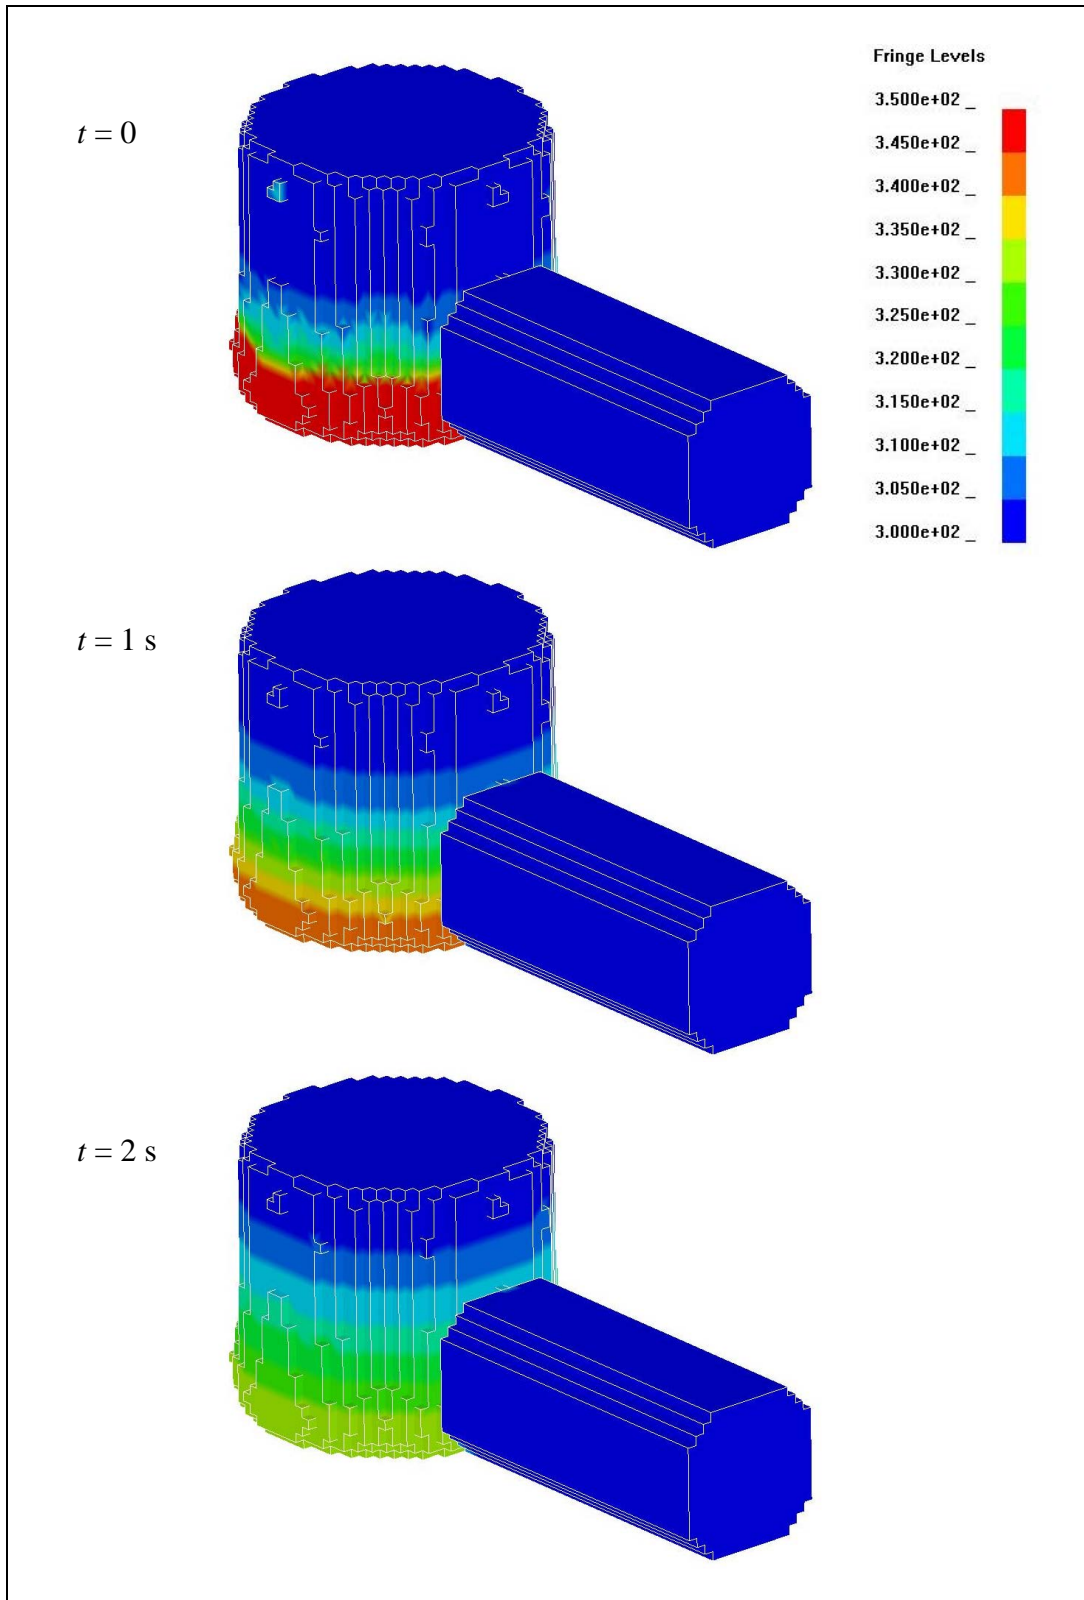 Fringe Levels
3.500e+02 _
t = 0
3.450e+02 _
3.400e+02 _
3.350e+02 _
3.300e+02 _
3.250e+02 _
3.200e+02 _
3.150e+02 _
3.100e+02 _
3.050e+02 _
3.000e+02 _
t = 1 s
t = 2 s